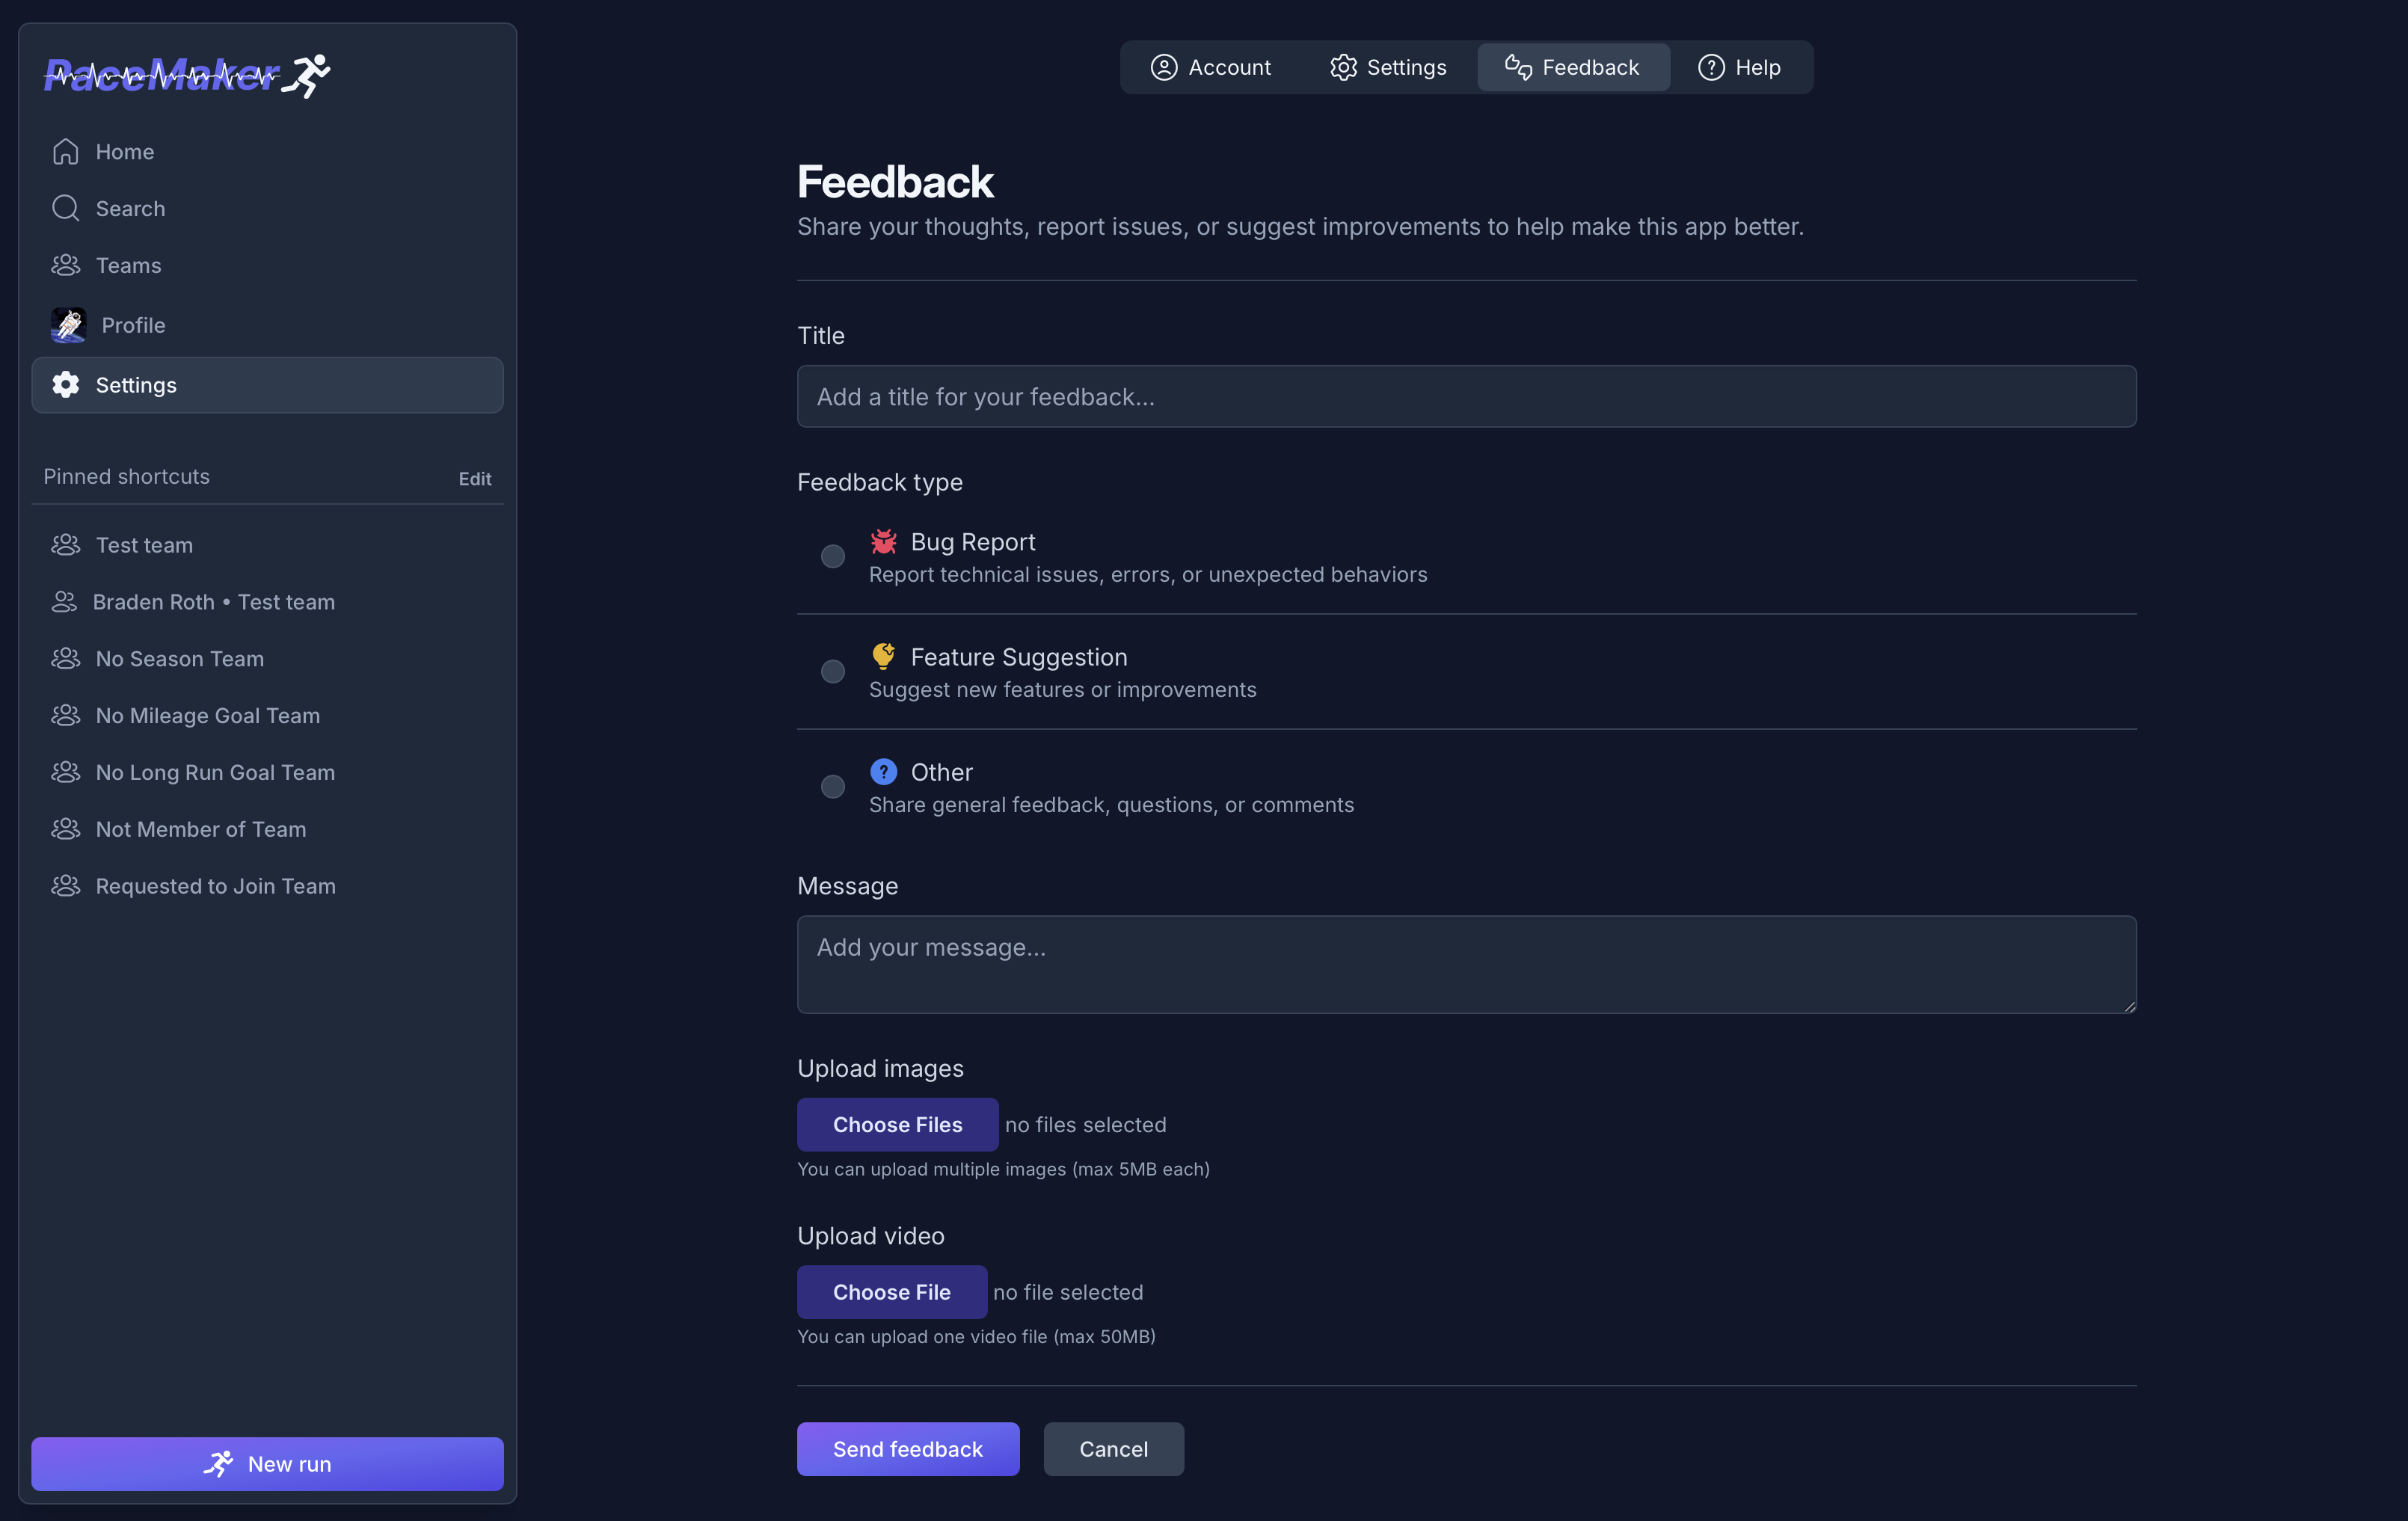 PaceMaker
Home
Search
Teams
Profile
Settings
Pinned shortcuts
Edit
Test team
Braden Roth • Test team
No Season Team
No Mileage Goal Team
No Long Run Goal Team
Not Member of Team
Requested to Join Team
New run
Account
Settings
Feedback
Help
Feedback
Share your thoughts, report issues, or suggest improvements to help make this app better.
Title
Add a title for your feedback...
Feedback type
Bug Report
Report technical issues, errors, or unexpected behaviors
Feature Suggestion
Suggest new features or improvements
Other
Share general feedback, questions, or comments
Message
Add your message...
Upload images
Choose Files no files selected
You can upload multiple images (max 5MB each)
Upload video
Choose File no file selected
You can upload one video file (max 50MB)
Send feedback
Cancel